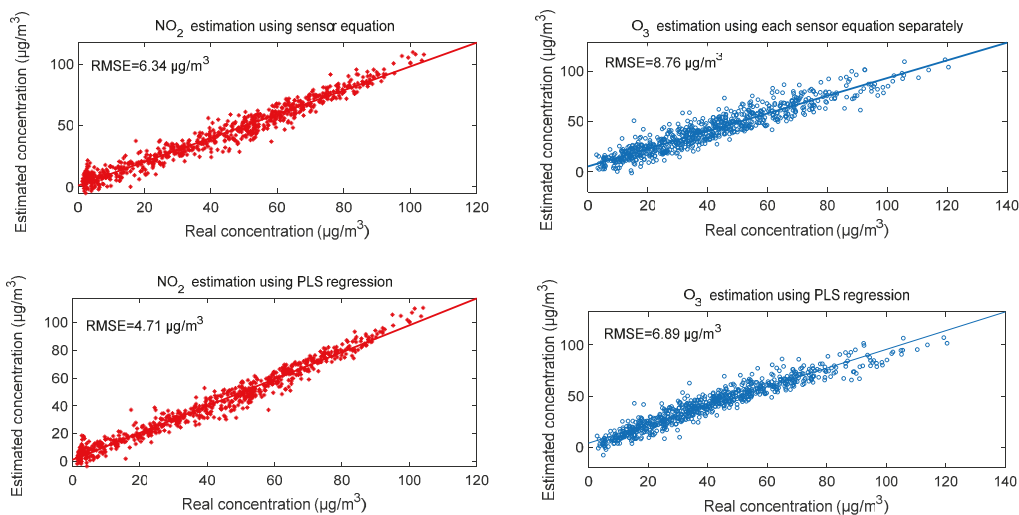 NO2 estimation using sensor equation
RMSE=6.34 µg/m3
Estimated concentration (µg/m3)
100
50
0
0 20 40 60 80 100 120
Real concentration (µg/m3)
O3 estimation using each sensor equation separately
RMSE=8.76 µg/m3
Estimated concentration (µg/m3)
100
50
0
0 20 40 60 80 100 120 140
Real concentration (µg/m3)
NO2 estimation using PLS regression
RMSE=4.71 µg/m3
Estimated concentration (µg/m3)
100
80
60
40
20
0
0 20 40 60 80 100 120
Real concentration (µg/m3)
O3 estimation using PLS regression
RMSE=6.89 µg/m3
Estimated concentration (µg/m3)
100
50
0
0 20 40 60 80 100 120 140
Real concentration (µg/m3)